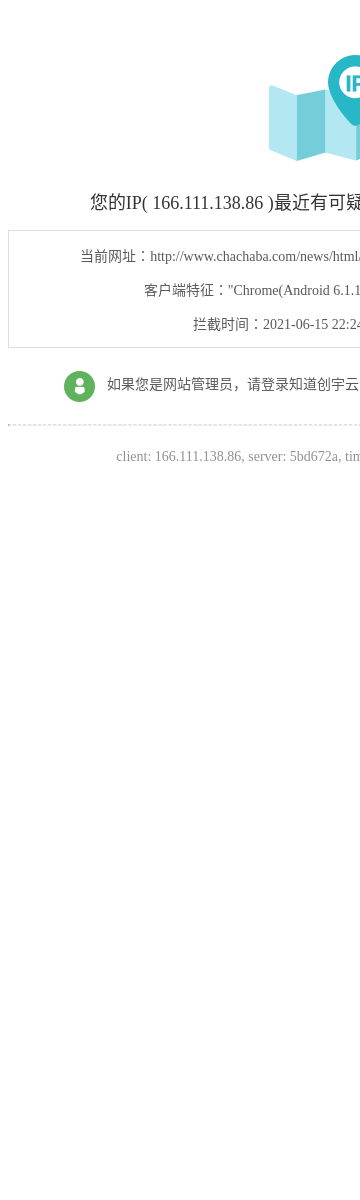 IP
您的IP( 166.111.138.86 )最近有可疑
当前网址：http://www.chachaba.com/news/html/
客户端特征："Chrome(Android 6.1.1
拦截时间：2021-06-15 22:24
如果您是网站管理员，请登录知道创宇云
client: 166.111.138.86, server: 5bd672a, tim